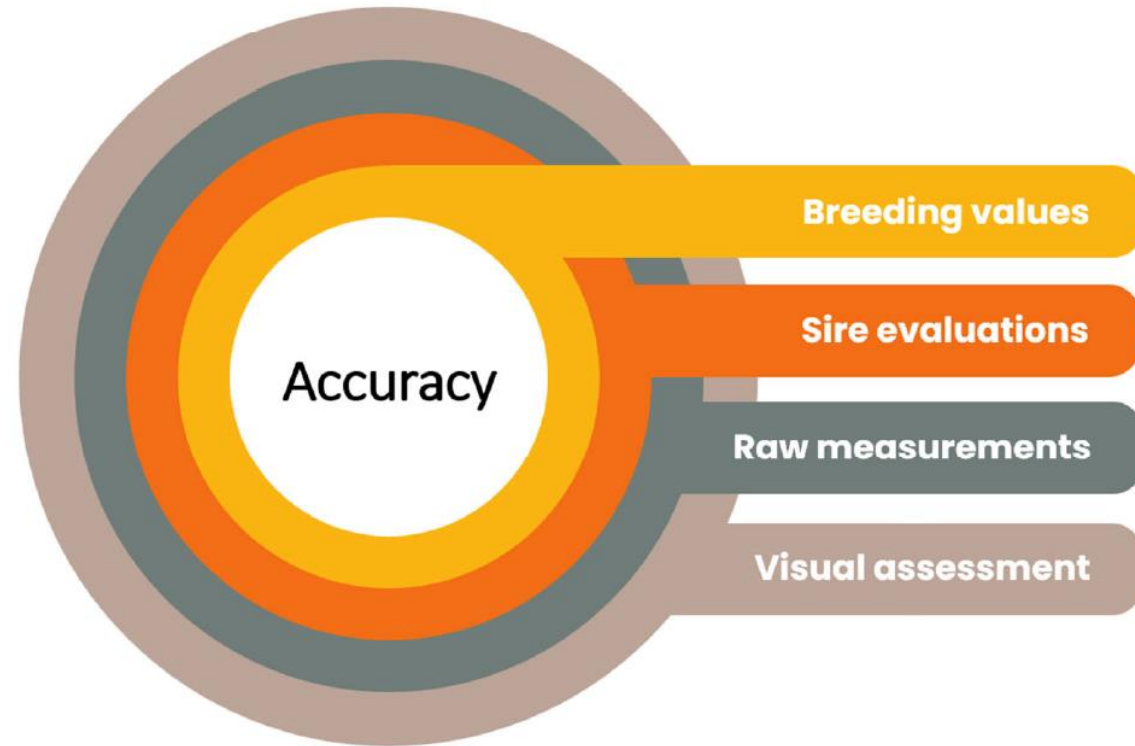 Breeding values
Sire evaluations
Accuracy
Raw measurements
Visual assessment